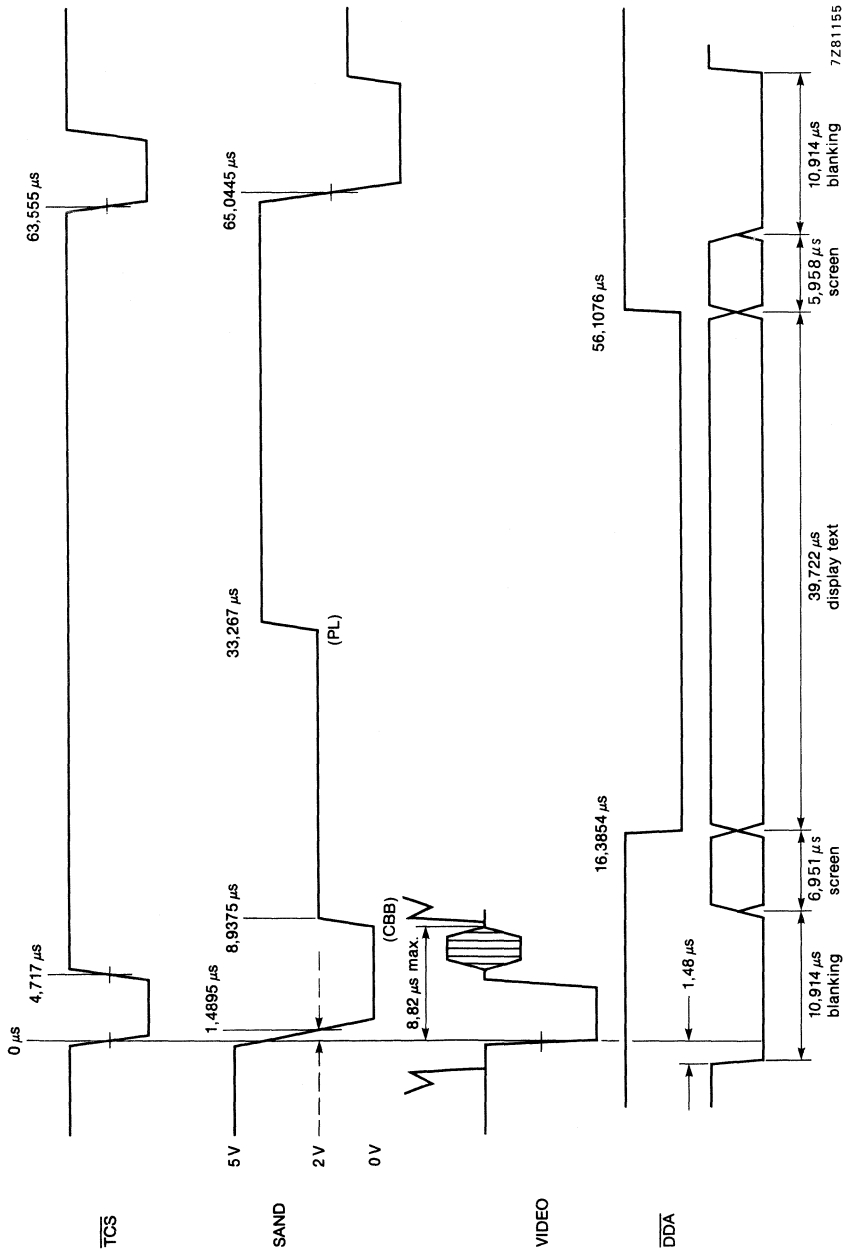 0 µs
4,717 µs
63,555 µs
TCS
1,4895 µs
8,9375 µs
33,267 µs
65,0445 µs
5 V
2 V
0 V
SAND
(PL)
(CBB)
8,82 µs max.
VIDEO
16,3854 µs
56,1076 µs
DDA
1,48 µs
10,914 µs
blanking
6,951 µs
screen
39,722 µs
display text
5,958 µs
screen
10,914 µs
blanking
7Z81155